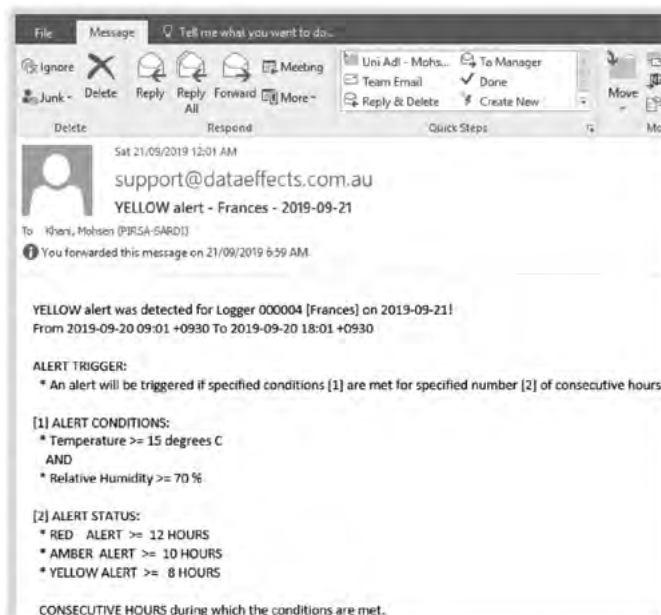 File Message Tell me what you want to do...
Ignore
Junk
Delete
Reply
Reply All
Forward
Meeting
More
Uni Adl - Mohs...
Team Email
Reply & Delete
To Manager
Done
Create New
Move
Delete Respond Quick Steps Mo
Sat 21/09/2019 12:01 AM
support@dataeffects.com.au
YELLOW alert - Frances - 2019-09-21
To Khani, Mohsen (PIRSA-SARDI)
You forwarded this message on 21/09/2019 6:59 AM.
YELLOW alert was detected for Logger 000004 [Frances] on 2019-09-21!
From 2019-09-20 09:01 +0930 To 2019-09-20 18:01 +0930
ALERT TRIGGER:
* An alert will be triggered if specified conditions [1] are met for specified number [2] of consecutive hours
[1] ALERT CONDITIONS:
* Temperature >= 15 degrees C
AND
* Relative Humidity >= 70 %
[2] ALERT STATUS:
* RED ALERT >= 12 HOURS
* AMBER ALERT >= 10 HOURS
* YELLOW ALERT >= 8 HOURS
CONSECUTIVE HOURS during which the conditions are met.